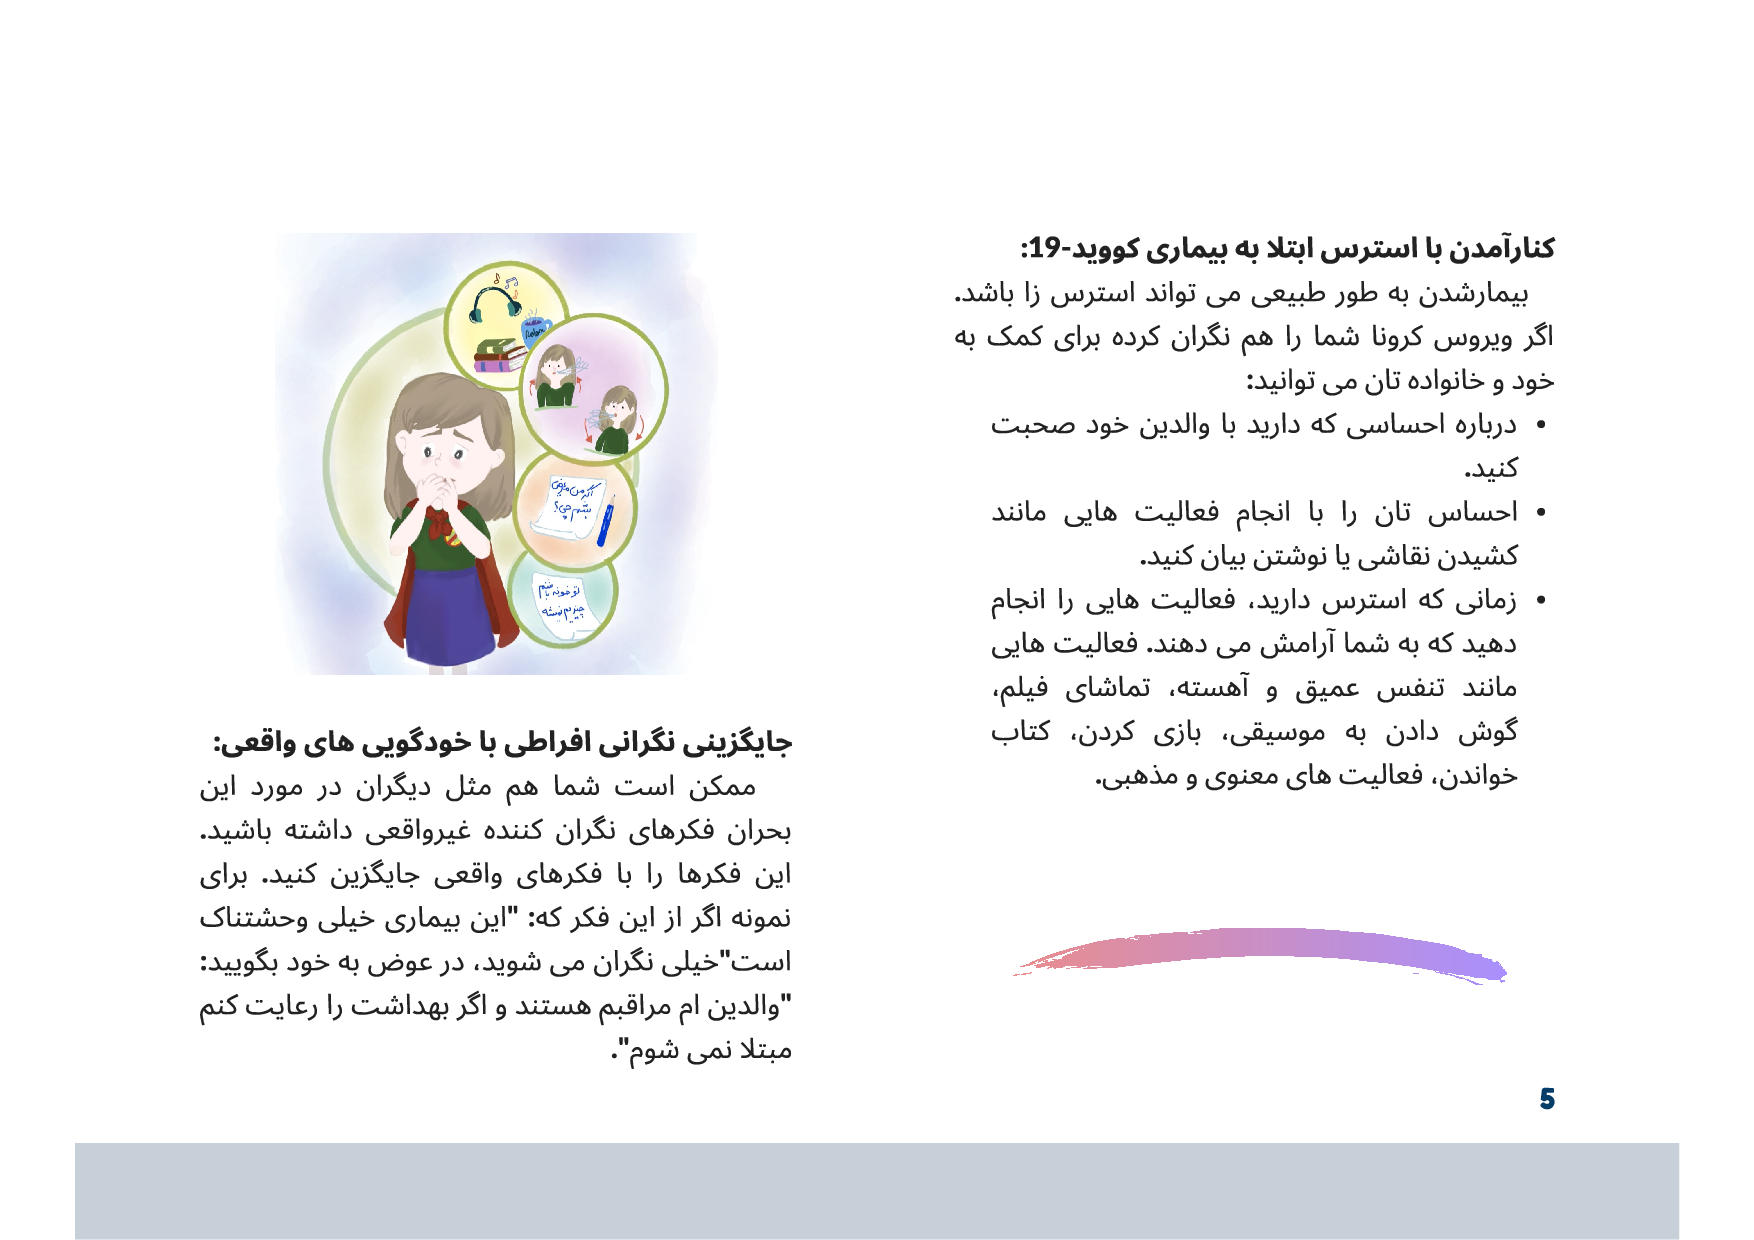 کنارآمدن با استرس ابتلا به بیماری کووید-19:
بیمارشدن به طور طبیعی می تواند استرس زا باشد.
اگر ویروس کرونا شما را هم نگران کرده برای کمک به
خود و خانواده تان می توانید:
• درباره احساسی که دارید با والدین خود صحبت
کنید.
• احساس تان را با انجام فعالیت هایی مانند
کشیدن نقاشی یا نوشتن بیان کنید.
• زمانی که استرس دارید، فعالیت هایی را انجام
دهید که به شما آرامش می دهند. فعالیت هایی
مانند تنفس عمیق و آهسته، تماشای فیلم،
گوش دادن به موسیقی، بازی کردن، کتاب
خواندن، فعالیت های معنوی و مذهبی.
5
Relax
اگر من مریض
بشم چی؟
تو خونه باشم
چیزیم نمیشه
جایگزینی نگرانی افراطی با خودگویی های واقعی:
ممکن است شما هم مثل دیگران در مورد این
بحران فکرهای نگران کننده غیرواقعی داشته باشید.
این فکرها را با فکرهای واقعی جایگزین کنید. برای
نمونه اگر از این فکر که: "این بیماری خیلی وحشتناک
است"خیلی نگران می شوید، در عوض به خود بگویید:
"والدین ام مراقبم هستند و اگر بهداشت را رعایت کنم
مبتلا نمی شوم".